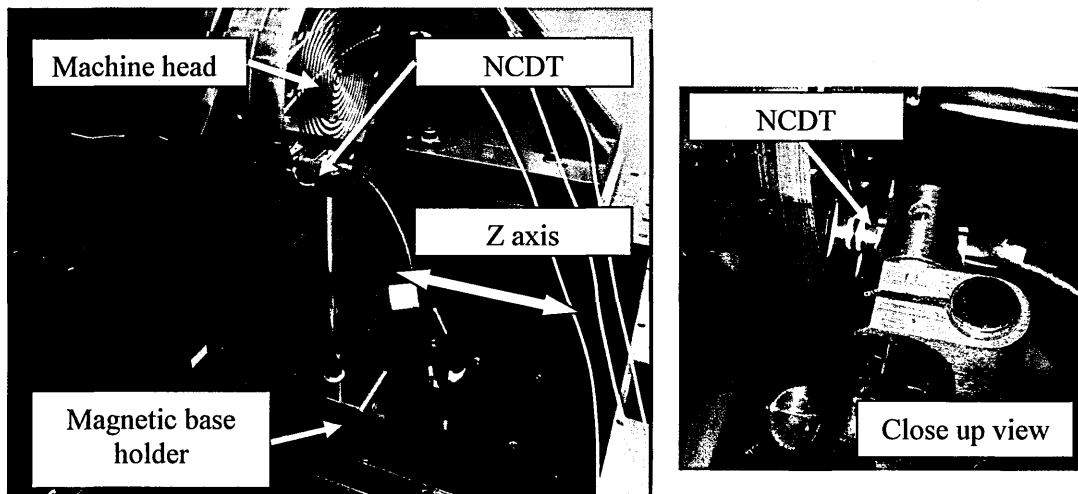 Machine head
NCDT
Z axis
Magnetic base
holder
NCDT
Close up view